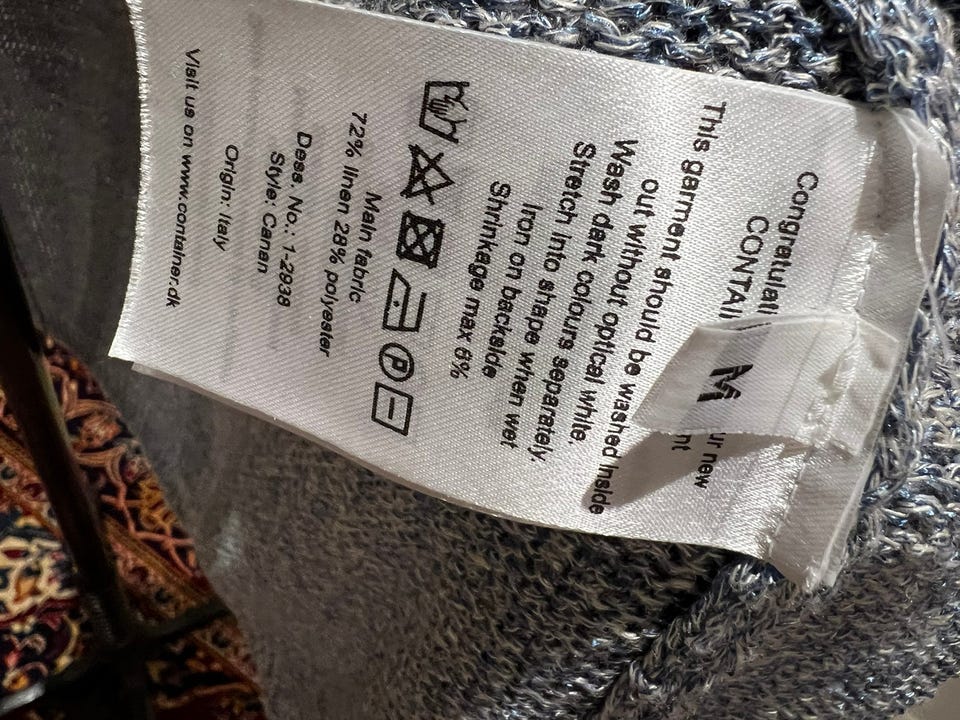 Congratulati ur new
CONTAI nt
M
This garment should be washed inside
out without optical white.
Wash dark colours separately.
Stretch into shape when wet
Iron on backside
Shrinkage max 6%
P
Main fabric
72% linen 28% polyester
Dess. No.: 1-2938
Style: Canan
Origin: Italy
Visit us on www.container.dk